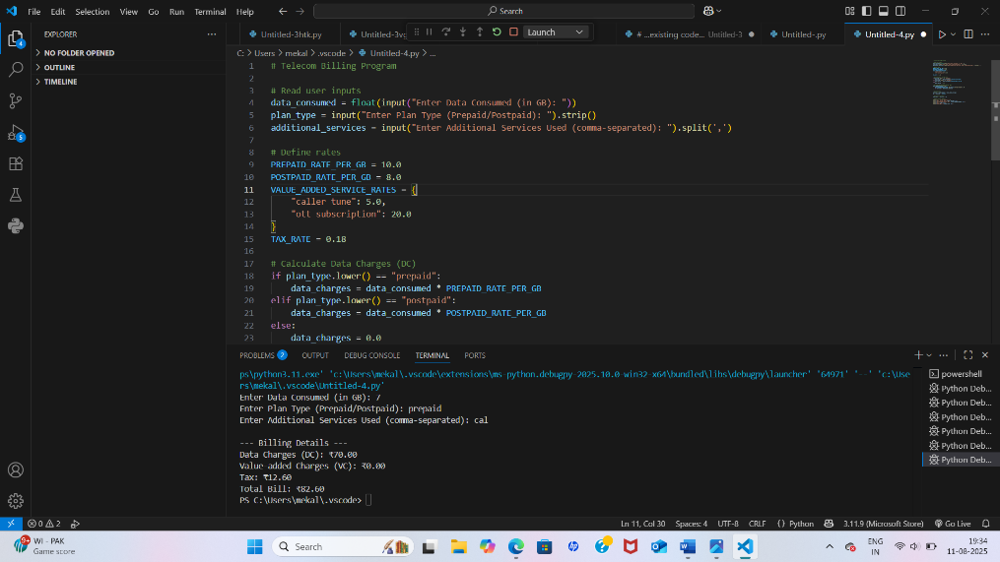 File Edit Selection View Go Run Terminal Help
Search
EXPLORER
Untitled-3htk.py
Untitled-3vg
Launch
# ...existing code... Untitled-3
Untitled-.py
Untitled-4.py
4
NO FOLDER OPENED
OUTLINE
TIMELINE
5
C: > Users > mekal > .vscode > Untitled-4.py > ...
1 # Telecom Billing Program
2
3 # Read user inputs
4 data_consumed = float(input("Enter Data Consumed (in GB): "))
5 plan_type = input("Enter Plan Type (Prepaid/Postpaid): ").strip()
6 additional_services = input("Enter Additional Services Used (comma-separated): ").split(',')
7
8 # Define rates
9 PREPAID_RATE_PER_GB = 10.0
10 POSTPAID_RATE_PER_GB = 8.0
11 VALUE_ADDED_SERVICE_RATES = {
12 "caller tune": 5.0,
13 "ott subscription": 20.0
14 }
15 TAX_RATE = 0.18
16
17 # Calculate Data Charges (DC)
18 if plan_type.lower() == "prepaid":
19 data_charges = data_consumed * PREPAID_RATE_PER_GB
20 elif plan_type.lower() == "postpaid":
21 data_charges = data_consumed * POSTPAID_RATE_PER_GB
22 else:
23 data_charges = 0.0
PROBLEMS 2 OUTPUT DEBUG CONSOLE TERMINAL PORTS
ps\python3.11.exe' 'c:\Users\mekal\.vscode\extensions\ms-python.debugpy-2025.10.0-win32-x64\bundled\libs\debugpy\launcher' '64971' '--' 'c:\Use
rs\mekal\.vscode\Untitled-4.py'
Enter Data Consumed (in GB): 7
Enter Plan Type (Prepaid/Postpaid): prepaid
Enter Additional Services Used (comma-separated): cal
--- Billing Details ---
Data Charges (DC): ₹70.00
Value added Charges (VC): ₹0.00
Tax: ₹12.60
Total Bill: ₹82.60
PS C:\Users\mekal\.vscode>
powershell
Python Deb...
Python Deb...
Python Deb...
Python Deb...
Python Deb...
Python Deb...
0 2
Ln 11, Col 30 Spaces: 4 UTF-8 CRLF {} Python 3.11.9 (Microsoft Store) Go Live
9+
WI - PAK
Game score
Search
ENG
IN
19:34
11-08-2025